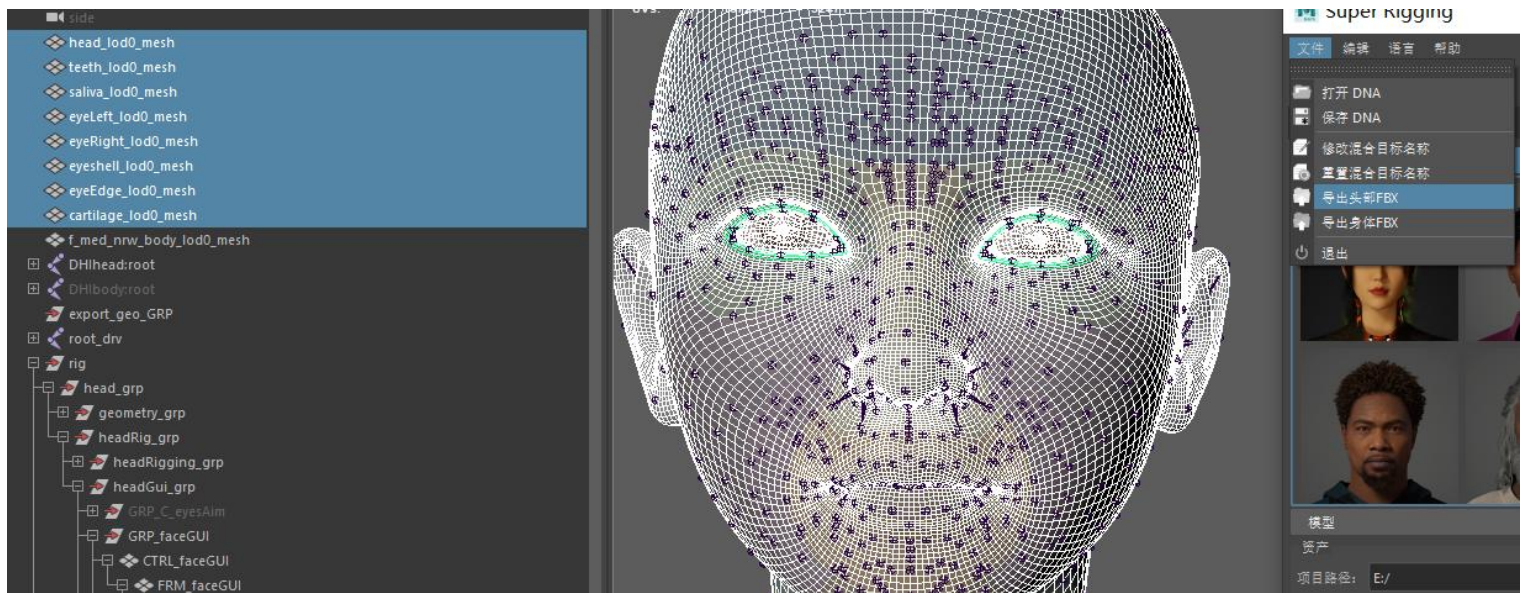 side
head_lod0_mesh
teeth_lod0_mesh
saliva_lod0_mesh
eyeLeft_lod0_mesh
eyeRight_lod0_mesh
eyeshell_lod0_mesh
eyeEdge_lod0_mesh
cartilage_lod0_mesh
f_med_nrw_body_lod0_mesh
DHIhead:root
DHIbody:root
export_geo_GRP
root_drv
rig
head_grp
geometry_grp
headRig_grp
headRigging_grp
headGui_grp
GRP_C_eyesAim
GRP_faceGUI
CTRL_faceGUI
FRM_faceGUI
Super Rigging
文件 编辑 语言 帮助
打开 DNA
保存 DNA
修改混合目标名称
重置混合目标名称
导出头部FBX
导出身体FBX
退出
模型
资产
项目路径: E:/